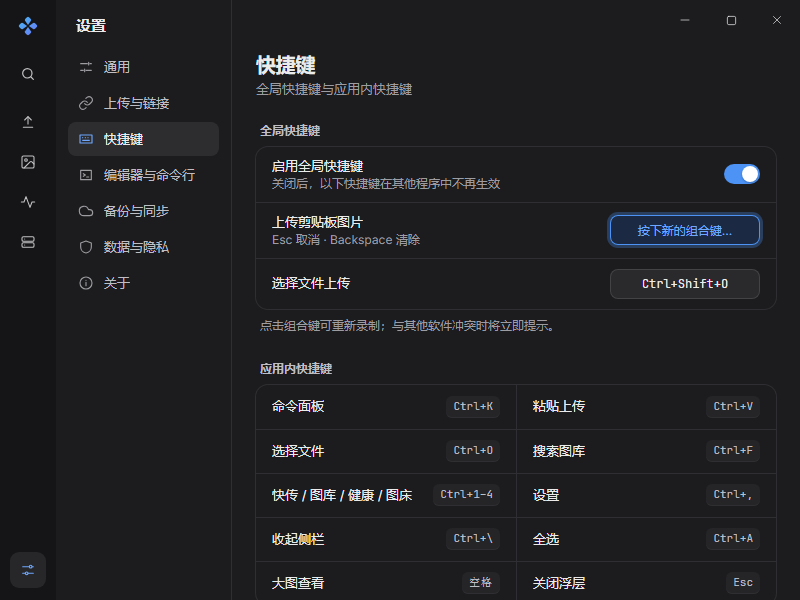 设置
通用
上传与链接
快捷键
编辑器与命令行
备份与同步
数据与隐私
关于
快捷键
全局快捷键与应用内快捷键
全局快捷键
启用全局快捷键
关闭后，以下快捷键在其他程序中不再生效
上传剪贴板图片
Esc 取消 · Backspace 清除
按下新的组合键...
选择文件上传
Ctrl+Shift+O
点击组合键可重新录制；与其他软件冲突时将立即提示。
应用内快捷键
命令面板 Ctrl+K
粘贴上传 Ctrl+V
选择文件 Ctrl+O
搜索图库 Ctrl+F
快传 / 图库 / 健康 / 图床 Ctrl+1-4
设置 Ctrl+,
收起侧栏 Ctrl+\
全选 Ctrl+A
大图查看 空格
关闭浮层 Esc